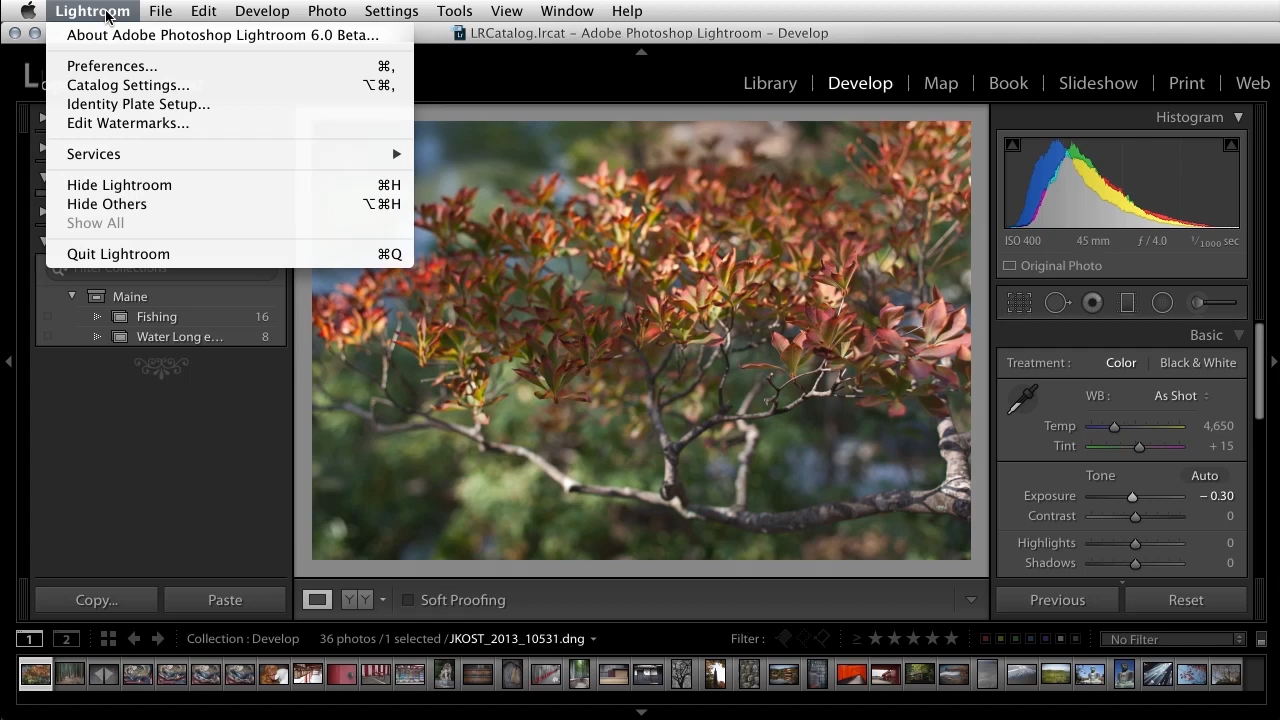 Lightroom File Edit Develop Photo Settings Tools View Window Help
LRCatalog.lrcat – Adobe Photoshop Lightroom – Develop
About Adobe Photoshop Lightroom 6.0 Beta...
Preferences... ⌘,
Catalog Settings... ⌥⌘,
Identity Plate Setup...
Edit Watermarks...
Services
Hide Lightroom ⌘H
Hide Others ⌥⌘H
Show All
Quit Lightroom ⌘Q
L
Library | Develop | Map | Book | Slideshow | Print | Web
Filter Collections
Maine
Fishing 16
Water Long e... 8
Copy... Paste
Histogram
ISO 400 45 mm ƒ / 4.0 1/1000 sec
Original Photo
Basic
Treatment : Color | Black & White
WB : As Shot
Temp 4,650
Tint + 15
Tone Auto
Exposure – 0.30
Contrast 0
Highlights 0
Shadows 0
Previous Reset
YY Soft Proofing
1 2 Collection : Develop 36 photos / 1 selected / JKOST_2013_10531.dng Filter : ≥ ★★★★★ No Filter